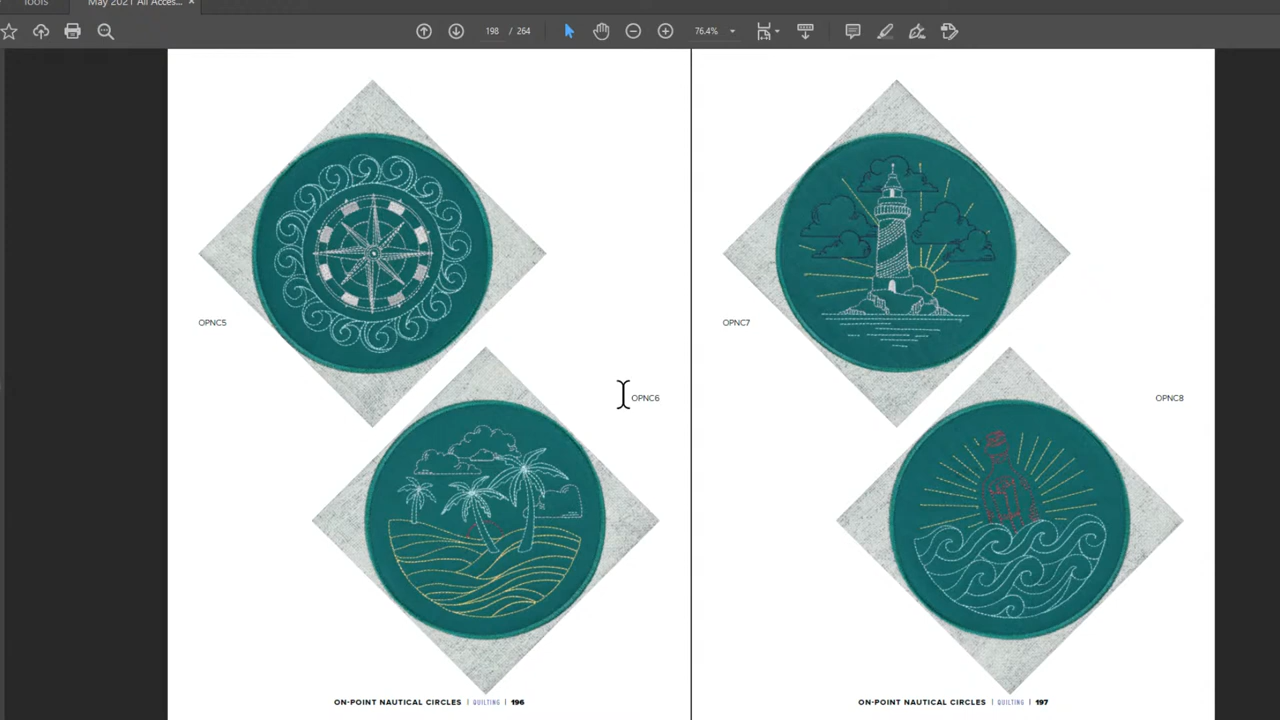 Tools
May 2021 All Acces... ×
198 / 264
76.4%
OPNC5
OPNC6
ON-POINT NAUTICAL CIRCLES | QUILTING | 196
OPNC7
OPNC8
ON-POINT NAUTICAL CIRCLES | QUILTING | 197